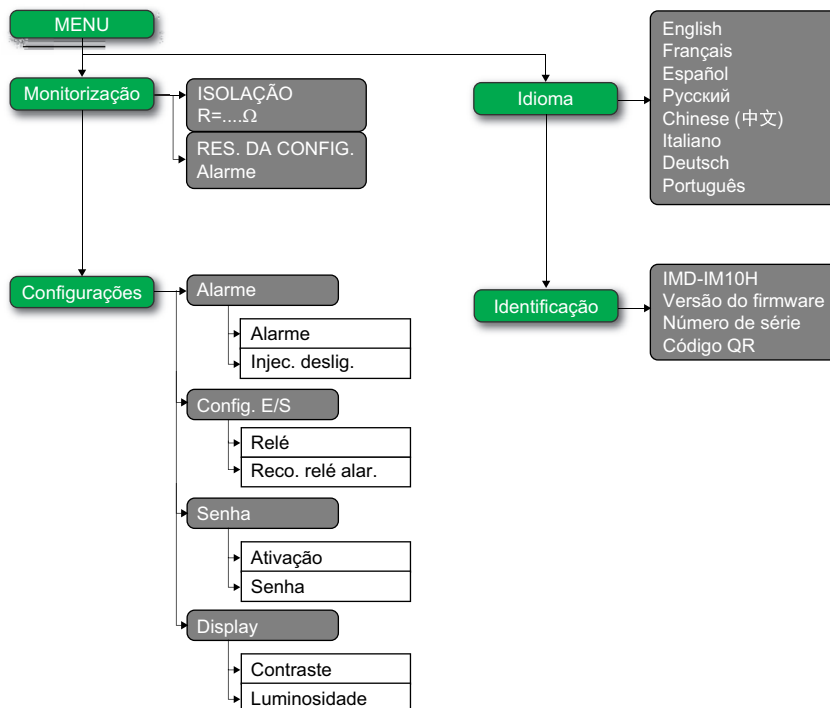 MENU
Monitorização
ISOLAÇÃO
R=....Ω
RES. DA CONFIG.
Alarme
Configurações
Alarme
Alarme
Injec. deslig.
Config. E/S
Relé
Reco. relé alar.
Senha
Ativação
Senha
Display
Contraste
Luminosidade
Idioma
English
Français
Español
Русский
Chinese (中文)
Italiano
Deutsch
Português
Identificação
IMD-IM10H
Versão do firmware
Número de série
Código QR